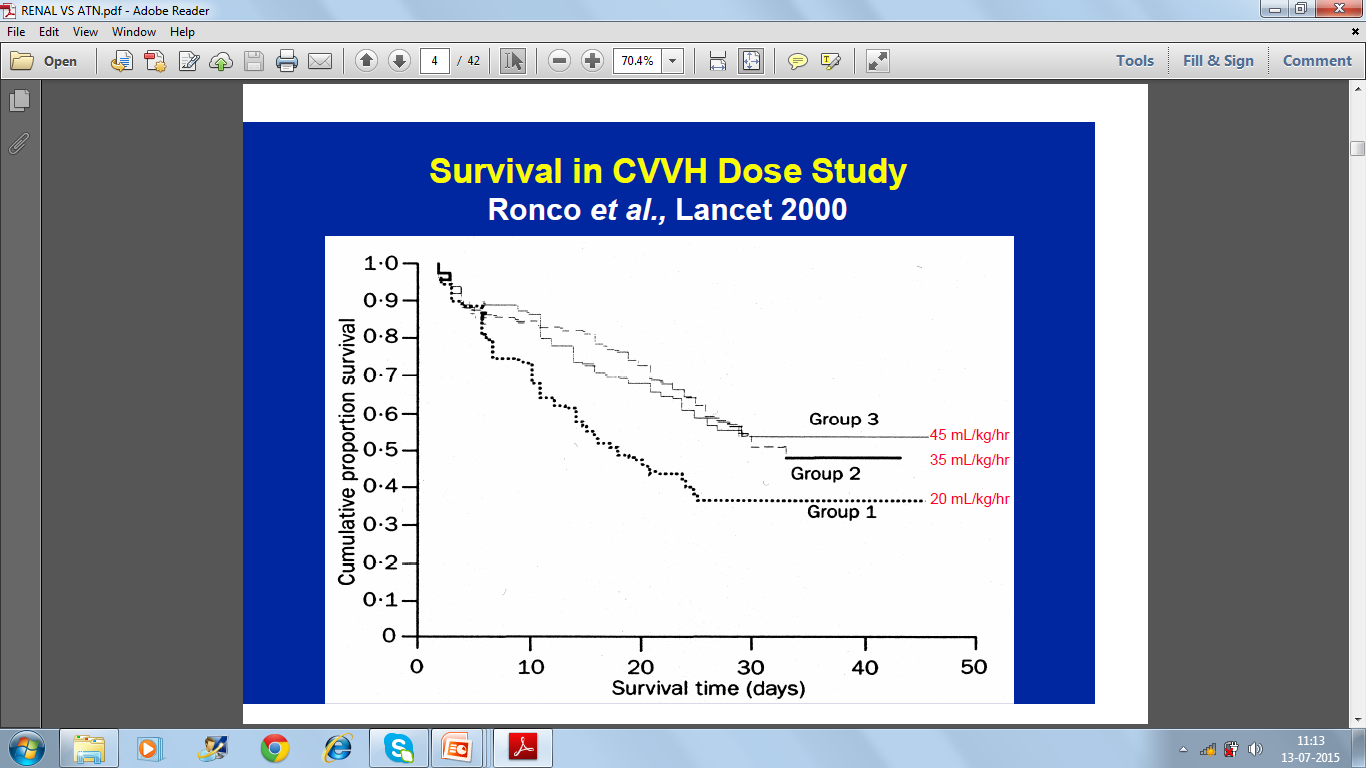 RENAL VS ATN.pdf - Adobe Reader
File Edit View Window Help
Open 4 / 42 70.4% Tools Fill & Sign Comment
Survival in CVVH Dose Study
Ronco et al., Lancet 2000
Cumulative proportion survival
1·0
0·9
0·8
0·7
0·6
0·5
0·4
0·3
0·2
0·1
0
Group 3
45 mL/kg/hr
35 mL/kg/hr
Group 2
20 mL/kg/hr
Group 1
0 10 20 30 40 50
Survival time (days)
11:13
13-07-2015